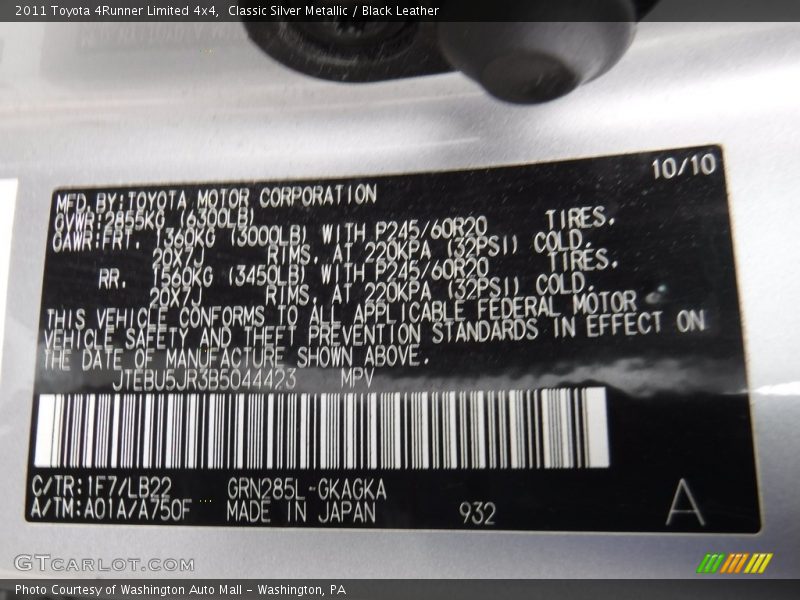 2011 Toyota 4Runner Limited 4x4, Classic Silver Metallic / Black Leather
10/10
MFD. BY: TOYOTA MOTOR CORPORATION
GVWR: 2855KG (6300LB)
GAWR: FRT. 1360KG (3000LB) WITH P245/60R20 TIRES.
20X7J RIMS. AT 220KPA (32PSI) COLD.
RR. 1560KG (3450LB) WITH P245/60R20 TIRES.
20X7J RIMS. AT 220KPA (32PSI) COLD.
THIS VEHICLE CONFORMS TO ALL APPLICABLE FEDERAL MOTOR
VEHICLE SAFETY AND THEFT PREVENTION STANDARDS IN EFFECT ON
THE DATE OF MANUFACTURE SHOWN ABOVE.
JTEBU5JR3B5044423 MPV
C/TR: 1F7/LB22 GRN285L-GKAGKA
A/TM: A01A/A750F MADE IN JAPAN 932 A
GTCARLOT.COM
Photo Courtesy of Washington Auto Mall – Washington, PA